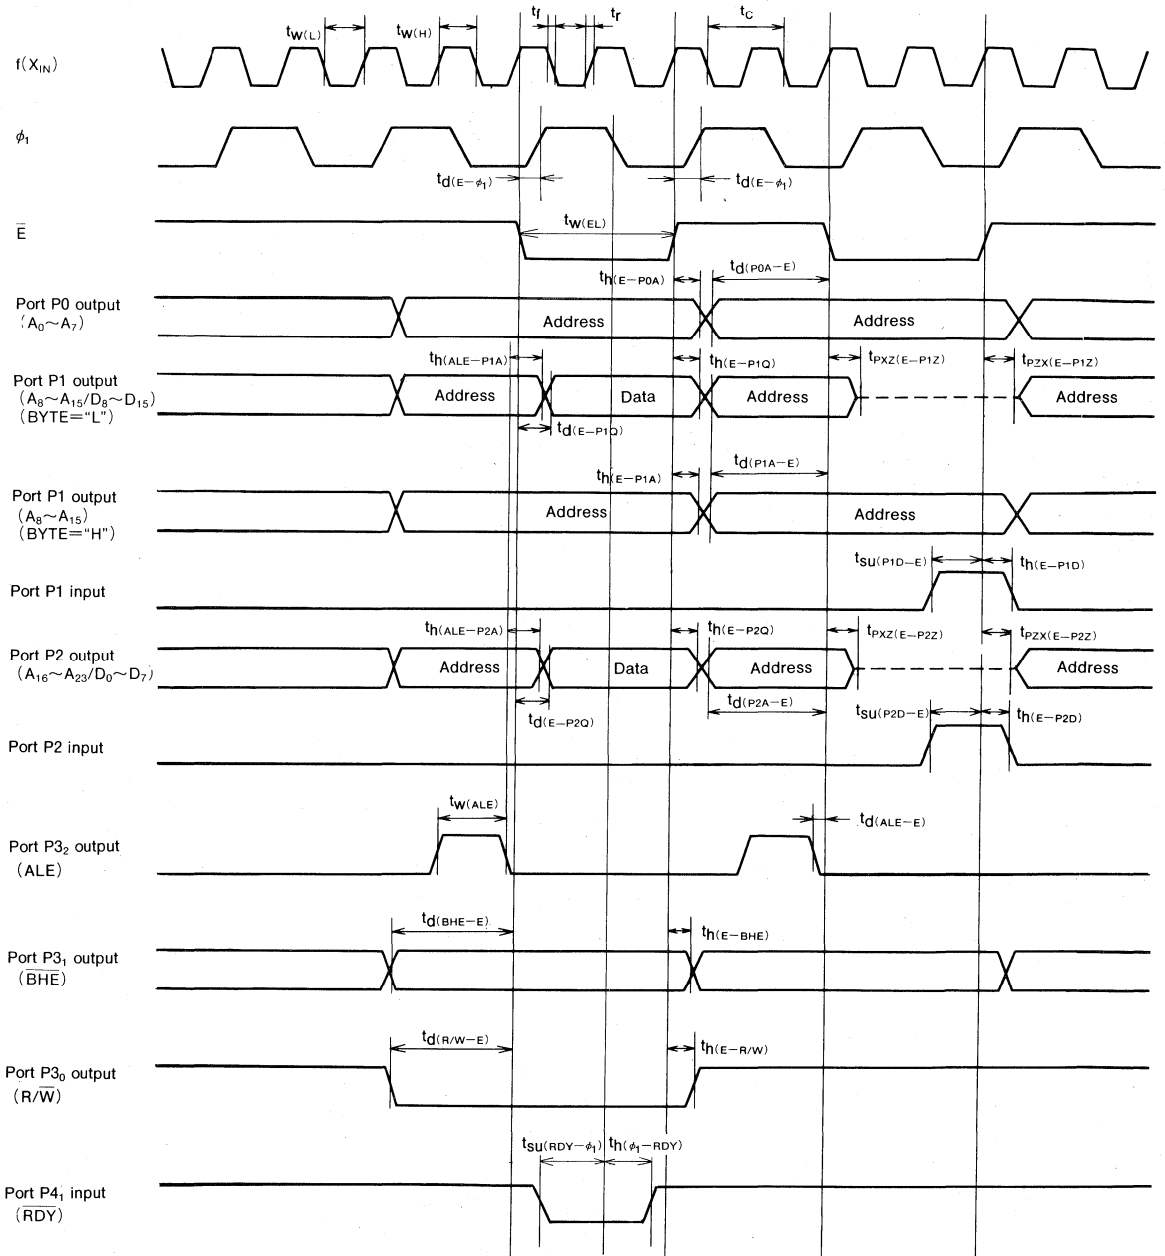 tf tr tC
tW(L) tW(H)
f(XIN)
ϕ1
td(E−ϕ1) td(E−ϕ1)
E̅ tW(EL)
th(E−P0A) td(P0A−E)
Port P0 output
(A0∼A7)
Address Address
th(ALE−P1A) th(E−P1Q) tPXZ(E−P1Z) tPZX(E−P1Z)
Port P1 output
(A8∼A15/D8∼D15)
(BYTE="L")
Address Data Address Address
td(E−P1Q)
th(E−P1A) td(P1A−E)
Port P1 output
(A8∼A15)
(BYTE="H")
Address Address
tsu(P1D−E) th(E−P1D)
Port P1 input
th(ALE−P2A) th(E−P2Q) tPXZ(E−P2Z) tPZX(E−P2Z)
Port P2 output
(A16∼A23/D0∼D7)
Address Data Address Address
td(E−P2Q) td(P2A−E) tsu(P2D−E) th(E−P2D)
Port P2 input
tW(ALE) td(ALE−E)
Port P32 output
(ALE)
td(BHE−E) th(E−BHE)
Port P31 output
(B̅H̅E̅)
td(R/W−E) th(E−R/W)
Port P30 output
(R/W̅)
tsu(RDY−ϕ1) th(ϕ1−RDY)
Port P41 input
(R̅D̅Y̅)